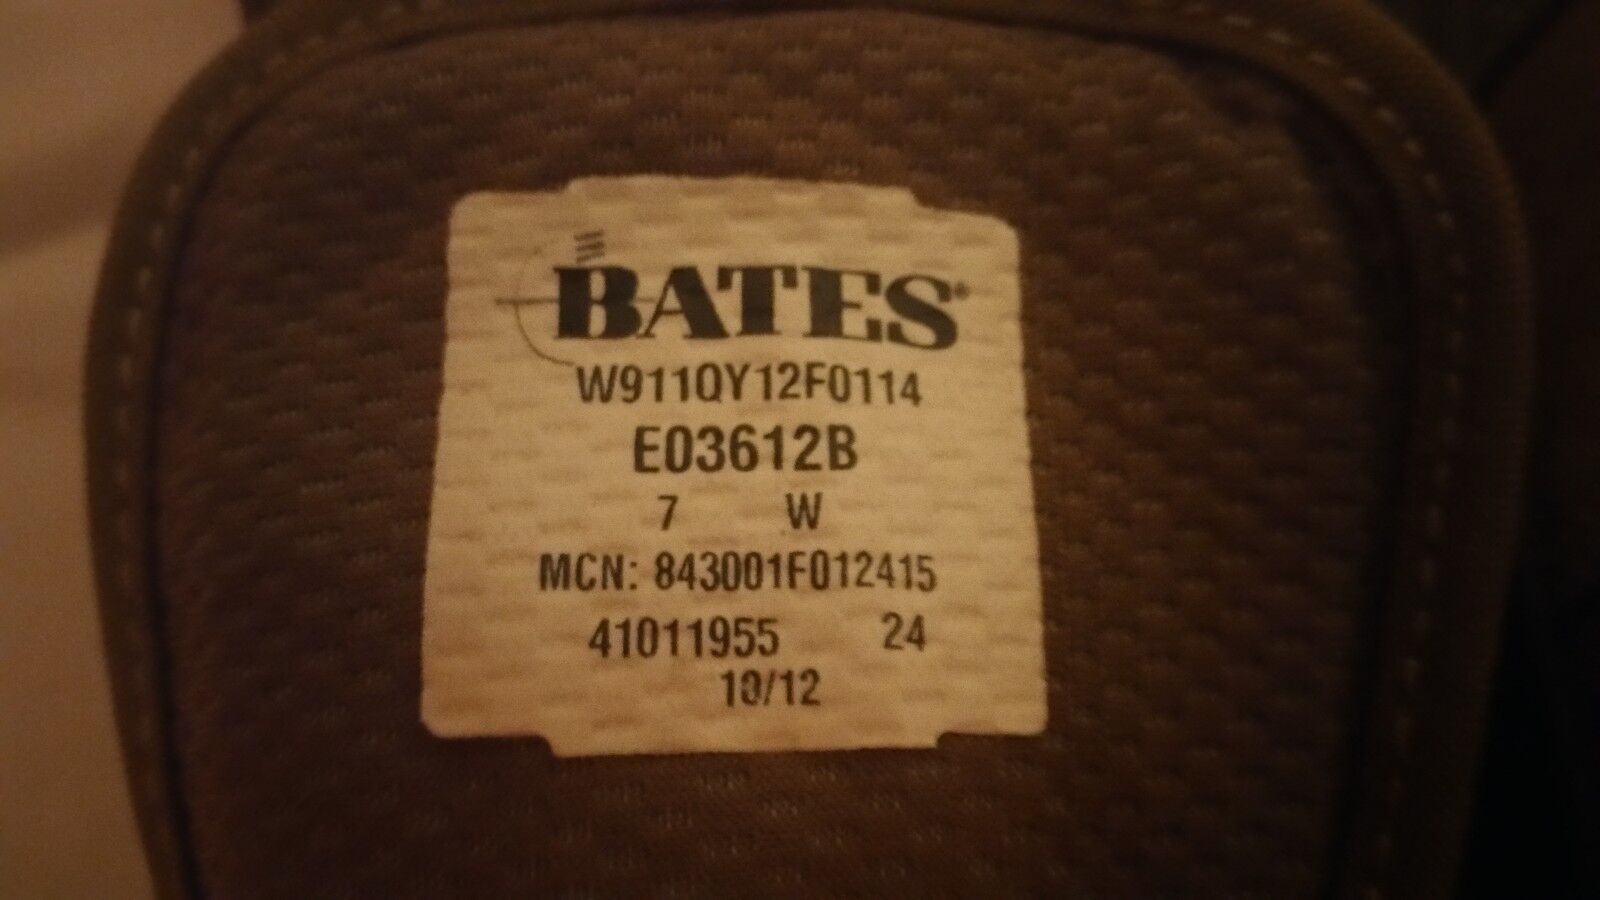 BATES®
W911QY12F0114
E03612B
7 W
MCN: 843001F012415
41011955 24
10/12